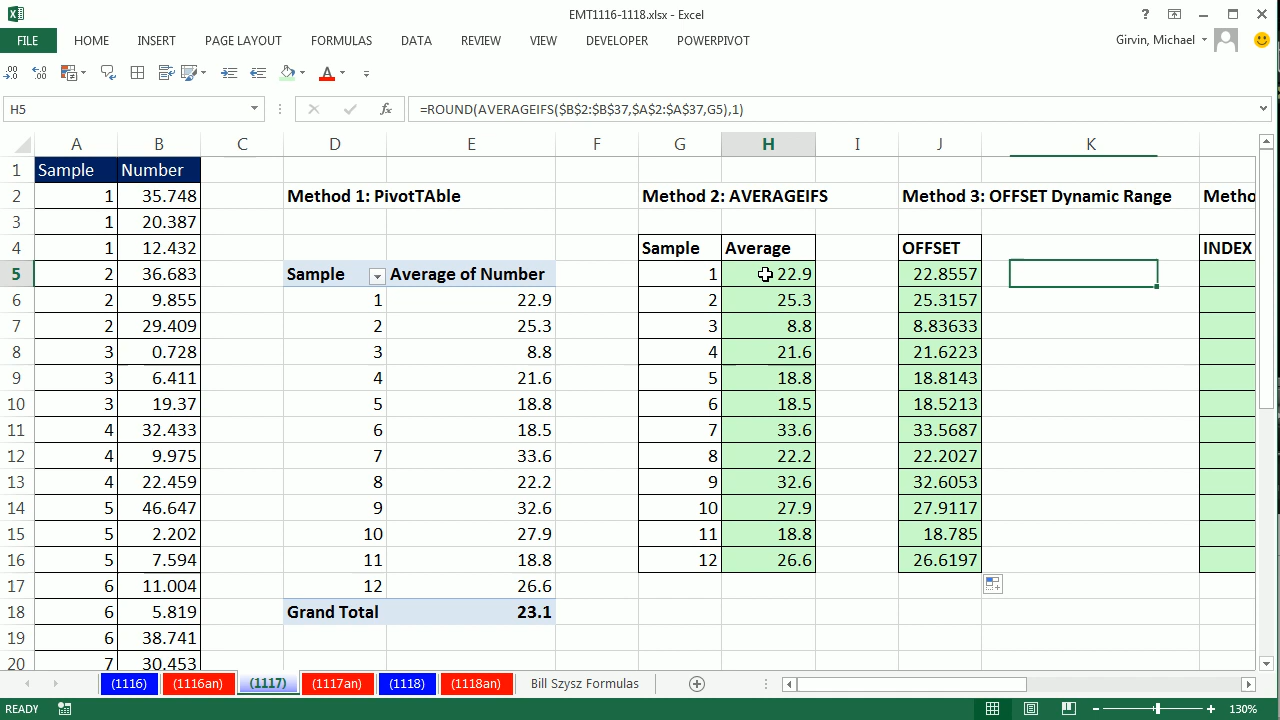 EMT1116-1118.xlsx - Excel
FILE HOME INSERT PAGE LAYOUT FORMULAS DATA REVIEW VIEW DEVELOPER POWERPIVOT Girvin, Michael
H5 fx =ROUND(AVERAGEIFS($B$2:$B$37,$A$2:$A$37,G5),1)
A B C D E F G H I J K
1 Sample Number
2 1 35.748 Method 1: PivotTAble Method 2: AVERAGEIFS Method 3: OFFSET Dynamic Range Metho
3 1 20.387
4 1 12.432 Sample Average OFFSET INDEX
5 2 36.683 Sample Average of Number 1 22.9 22.8557
6 2 9.855 1 22.9 2 25.3 25.3157
7 2 29.409 2 25.3 3 8.8 8.83633
8 3 0.728 3 8.8 4 21.6 21.6223
9 3 6.411 4 21.6 5 18.8 18.8143
10 3 19.37 5 18.8 6 18.5 18.5213
11 4 32.433 6 18.5 7 33.6 33.5687
12 4 9.975 7 33.6 8 22.2 22.2027
13 4 22.459 8 22.2 9 32.6 32.6053
14 5 46.647 9 32.6 10 27.9 27.9117
15 5 2.202 10 27.9 11 18.8 18.785
16 5 7.594 11 18.8 12 26.6 26.6197
17 6 11.004 12 26.6
18 6 5.819 Grand Total 23.1
19 6 38.741
20 7 30.453
(1116) (1116an) (1117) (1117an) (1118) (1118an) Bill Szysz Formulas
READY 130%